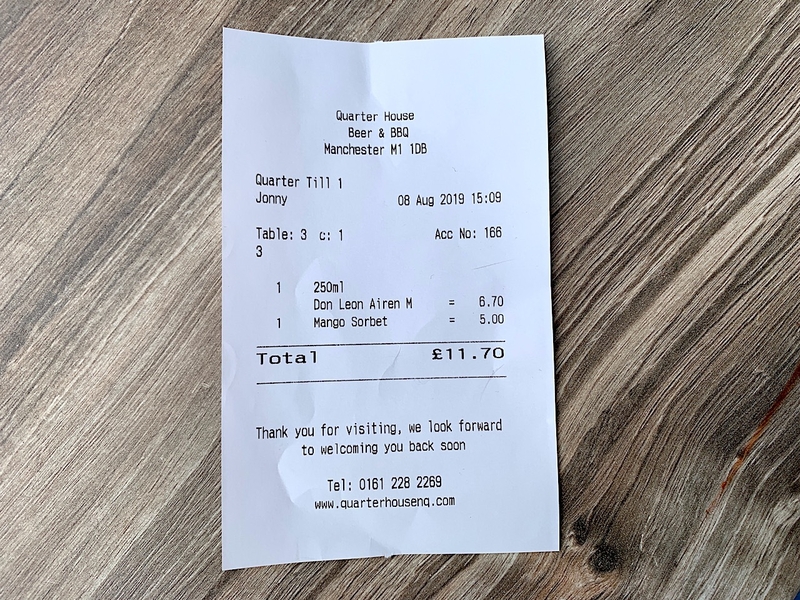 Quarter House
Beer & BBQ
Manchester M1 1DB
Quarter Till 1
Jonny 08 Aug 2019 15:09
Table: 3 c: 1 Acc No: 166
3
1 250ml
Don Leon Airen M = 6.70
1 Mango Sorbet = 5.00
Total £11.70
Thank you for visiting, we look forward
to welcoming you back soon
Tel: 0161 228 2269
www.quarterhousenq.com